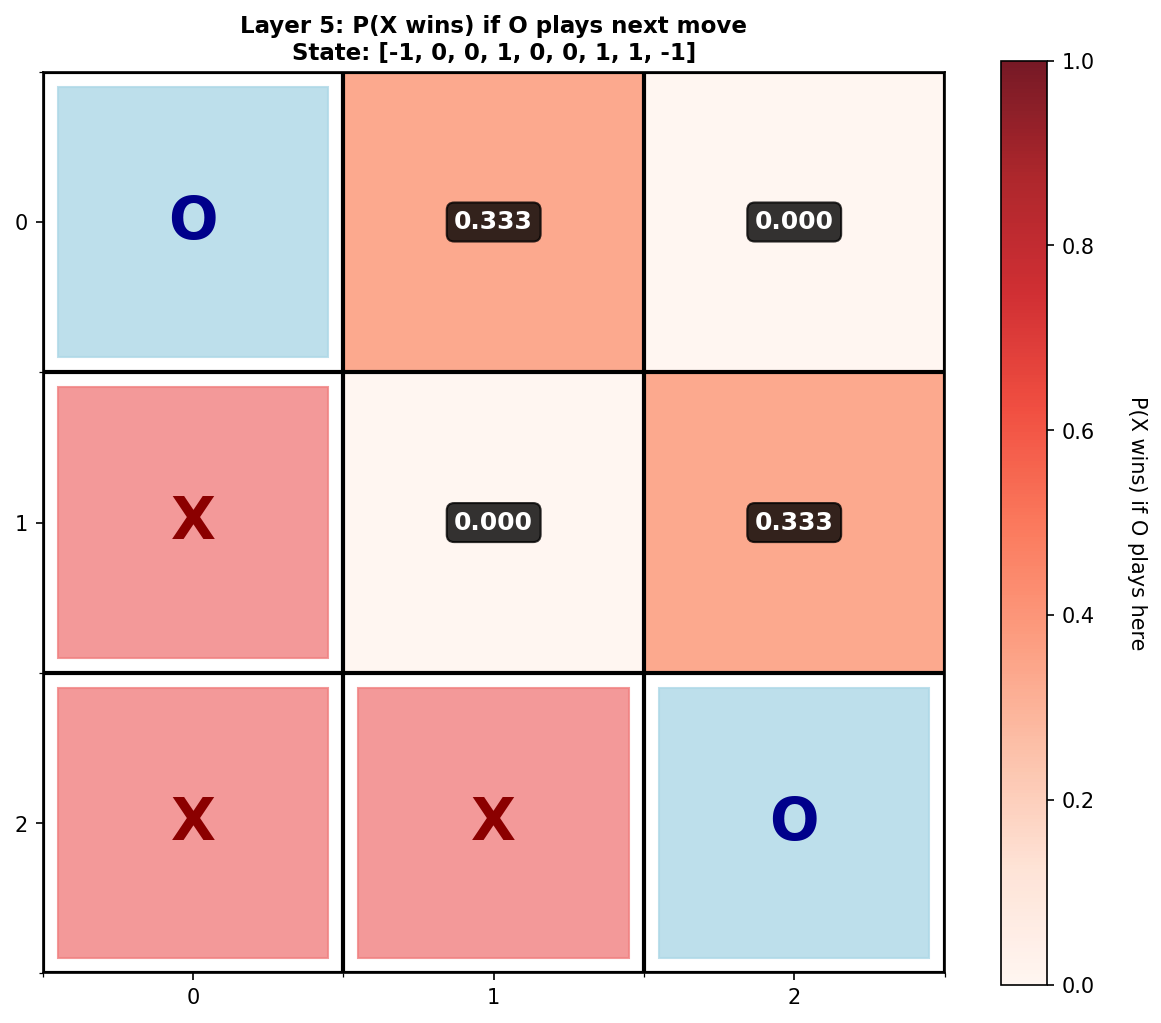 Layer 5: P(X wins) if O plays next move
State: [-1, 0, 0, 1, 0, 0, 1, 1, -1]
0
O
0.333
0.000
1
X
0.000
0.333
2
X
X
O
0
1
2
1.0
0.8
0.6
0.4
0.2
0.0
P(X wins) if O plays here